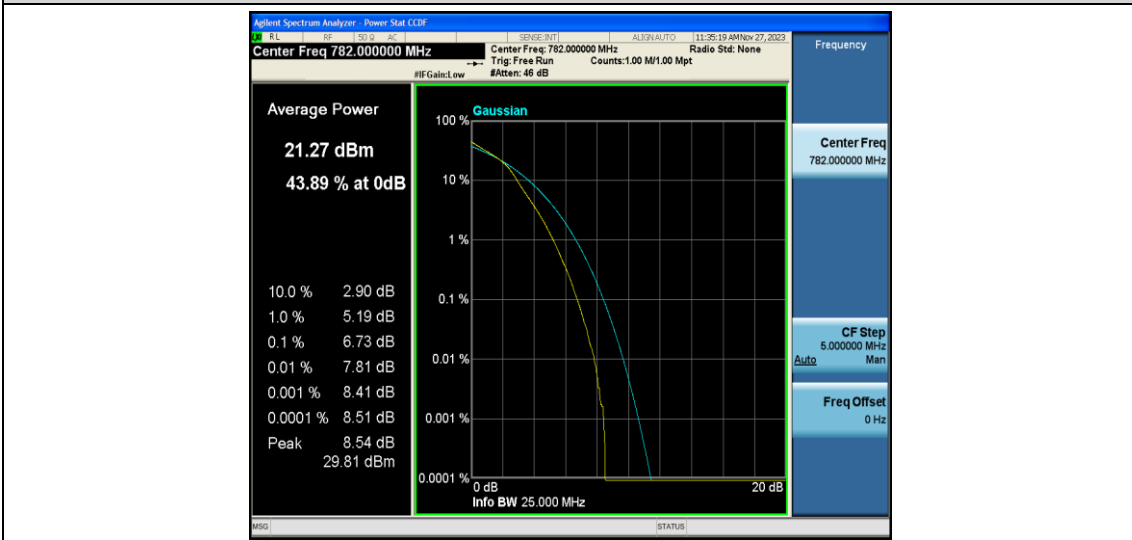 Agilent Spectrum Analyzer - Power Stat CCDF
LXI RL RF 50 Ω AC SENSE:INT ALIGNAUTO 11:35:19 AM Nov 27, 2023
Center Freq 782.000000 MHz
Center Freq: 782.000000 MHz Radio Std: None
Trig: Free Run Counts:1.00 M/1.00 Mpt
#IFGain:Low #Atten: 46 dB
Frequency
Average Power
21.27 dBm
43.89 % at 0dB
10.0 % 2.90 dB
1.0 % 5.19 dB
0.1 % 6.73 dB
0.01 % 7.81 dB
0.001 % 8.41 dB
0.0001 % 8.51 dB
Peak 8.54 dB
29.81 dBm
Gaussian
100 %
10 %
1 %
0.1 %
0.01 %
0.001 %
0.0001 %
0 dB 20 dB
Info BW 25.000 MHz
Center Freq
782.000000 MHz
CF Step
5.000000 MHz
Auto Man
Freq Offset
0 Hz
MSG STATUS